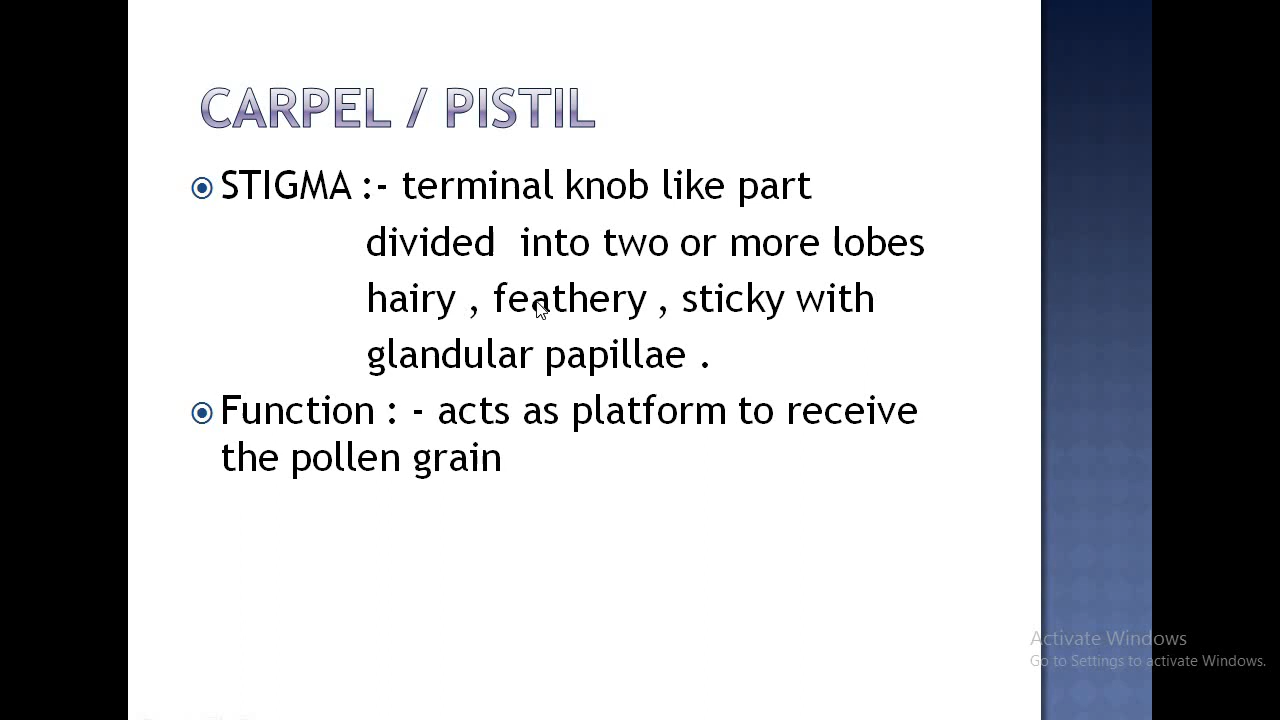 CARPEL / PISTIL
STIGMA :- terminal knob like part
divided into two or more lobes
hairy , feathery , sticky with
glandular papillae .
Function : - acts as platform to receive
the pollen grain
Activate Windows
Go to Settings to activate Windows.